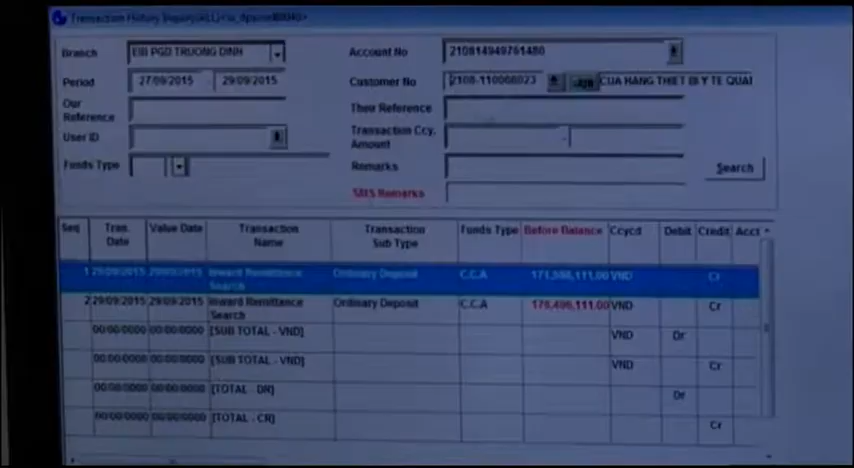 Transaction History Inquiry(ALL)
Branch EIB PGD TRUONG DINH Account No 210814949761480
Period 27/09/2015 - 29/09/2015 Customer No 2108-110008023 CUA HANG THIET BI Y TE QUAI
Our Reference Their Reference
User ID Transaction Ccy. Amount
Funds Type Remarks Search
SMS Remarks
Seq Tran. Date Value Date Transaction Name Transaction Sub Type Funds Type Before Balance Ccycd Debit Credit Acct
1 29/09/2015 29/09/2015 Inward Remittance Search Ordinary Deposit C.C.A VND Cr
2 29/09/2015 29/09/2015 Inward Remittance Search Ordinary Deposit C.C.A VND Cr
00/00/0000 00/00/0000 [SUB TOTAL - VND] VND Dr
00/00/0000 00/00/0000 [SUB TOTAL - VND] VND Cr
00/00/0000 00/00/0000 [TOTAL - DR] Dr
00/00/0000 00/00/0000 [TOTAL - CR] Cr